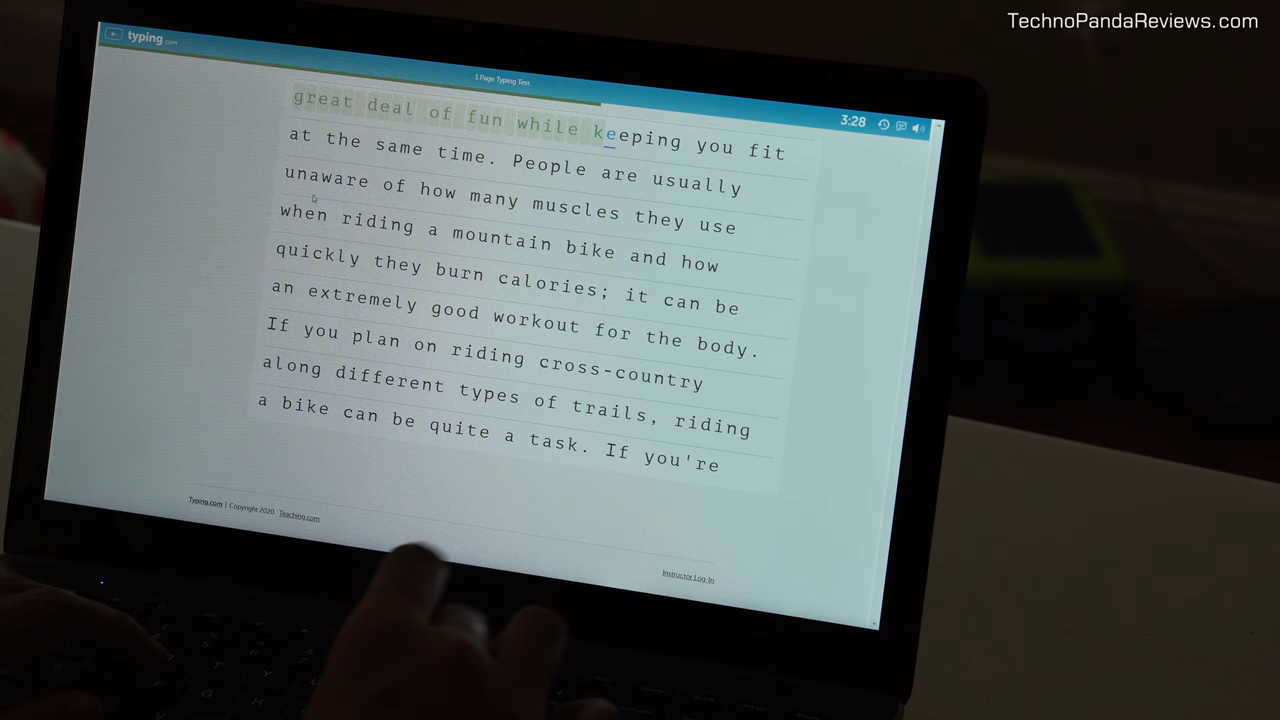 TechnoPandaReviews.com
typing.com
1 Page Typing Test
3:28
great deal of fun while keeping you fit
at the same time. People are usually
unaware of how many muscles they use
when riding a mountain bike and how
quickly they burn calories; it can be
an extremely good workout for the body.
If you plan on riding cross-country
along different types of trails, riding
a bike can be quite a task. If you're
Typing.com | Copyright 2020 Teaching.com
Instructor Log-In